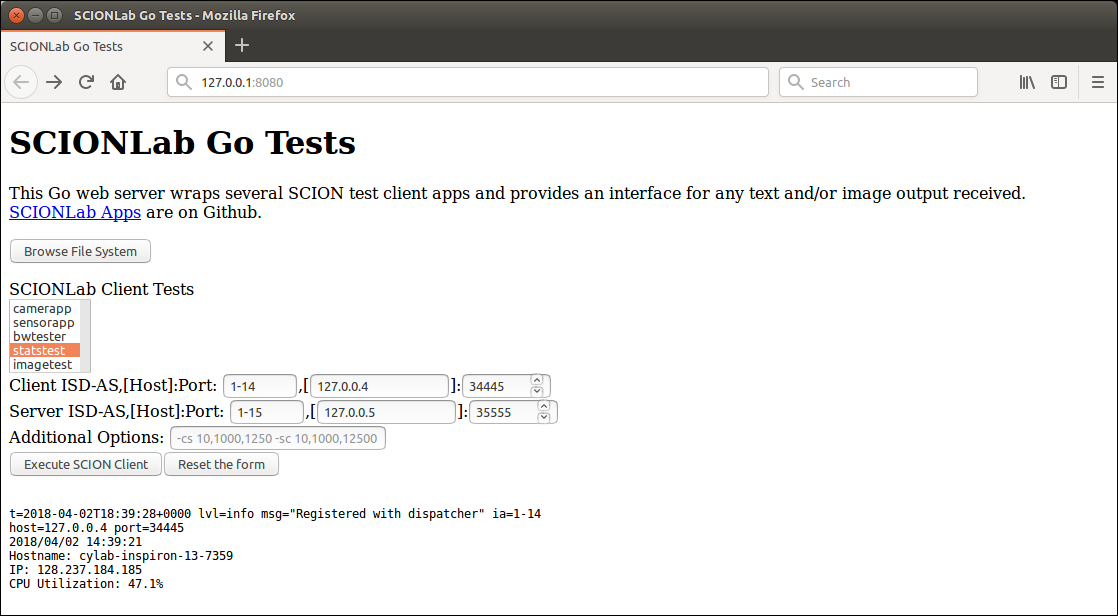 SCIONLab Go Tests - Mozilla Firefox
SCIONLab Go Tests
127.0.0.1:8080
Search
SCIONLab Go Tests
This Go web server wraps several SCION test client apps and provides an interface for any text and/or image output received.
SCIONLab Apps are on Github.
Browse File System
SCIONLab Client Tests
camerapp
sensorapp
bwtester
statstest
imagetest
Client ISD-AS,[Host]:Port: 1-14 ,[ 127.0.0.4 ]: 34445
Server ISD-AS,[Host]:Port: 1-15 ,[ 127.0.0.5 ]: 35555
Additional Options: -cs 10,1000,1250 -sc 10,1000,12500
Execute SCION Client Reset the form
t=2018-04-02T18:39:28+0000 lvl=info msg="Registered with dispatcher" ia=1-14
host=127.0.0.4 port=34445
2018/04/02 14:39:21
Hostname: cylab-inspiron-13-7359
IP: 128.237.184.185
CPU Utilization: 47.1%